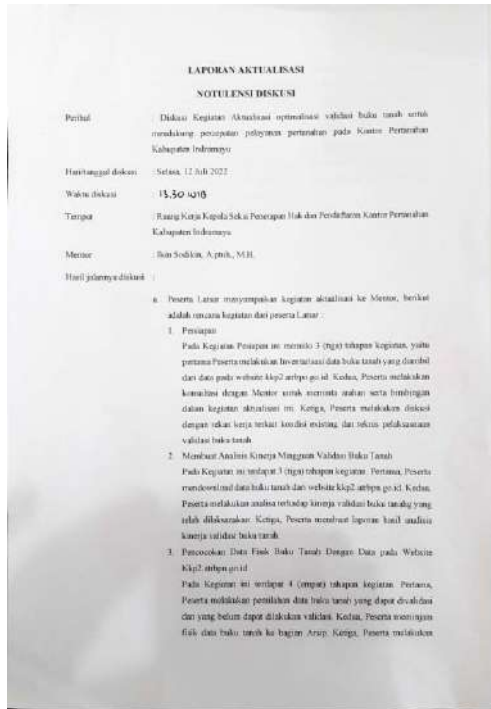 LAPORAN AKTUALISASI
NOTULENSI DISKUSI
Perihal : Diskusi Kegiatan Aktualisasi optimalisasi validasi buku tanah untuk
mendukung percepatan pelayanan pertanahan pada Kantor Pertanahan
Kabupaten Indramayu
Hari/tanggal diskusi : Selasa, 12 Juli 2022
Waktu diskusi : 13.30 WIB
Tempat : Ruang Kerja Kepala Seksi Penetapan Hak dan Pendaftaran Kantor Pertanahan
Kabupaten Indramayu
Mentor : Sodikin, A.ptnh., M.H.
Hasil jalannya diskusi :
a. Peserta Latsar menyampaikan kegiatan aktualisasi ke Mentor, berikut
adalah rencana kegiatan dari peserta Latsar :
1. Persiapan
Pada Kegiatan ini memiliki 3 (tiga) tahapan kegiatan, yaitu
pertama Peserta melakukan Inventarisasi data buku tanah yang diambil
dari data pada website kkp2.atrbpn.go.id. Kedua, Peserta melakukan
konsultasi dengan Mentor untuk meminta arahan serta bimbingan
dalam kegiatan aktualisasi ini. Ketiga, Peserta melakukan diskusi
dengan rekan kerja terkait kondisi existing dan teknis pelaksanaan
validasi buku tanah.
2. Membuat Analisis Kinerja Mingguan Validasi Buku Tanah
Pada Kegiatan ini terdapat 3 (tiga) tahapan kegiatan. Pertama, Peserta
mendownload data buku tanah dari website kkp2.atrbpn.go.id. Kedua,
Peserta melakukan analisa terhadap kinerja validasi buku tanahg yang
telah dilaksanakan. Ketiga, Peserta membuat laporan hasil analisis
kinerja validasi buku tanah.
3. Pencocokan Data Fisik Buku Tanah Dengan Data pada Website
Kkp2.atrbpn.go.id
Pada Kegiatan ini terdapat 4 (empat) tahapan kegiatan. Pertama,
Peserta melakukan pemilahan data buku tanah yang dapat divalidasi
dan yang belum dapat dilakukan validasi. Kedua, Peserta meminjam
fisik data buku tanah ke bagian Arsip. Ketiga, Peserta melakukan